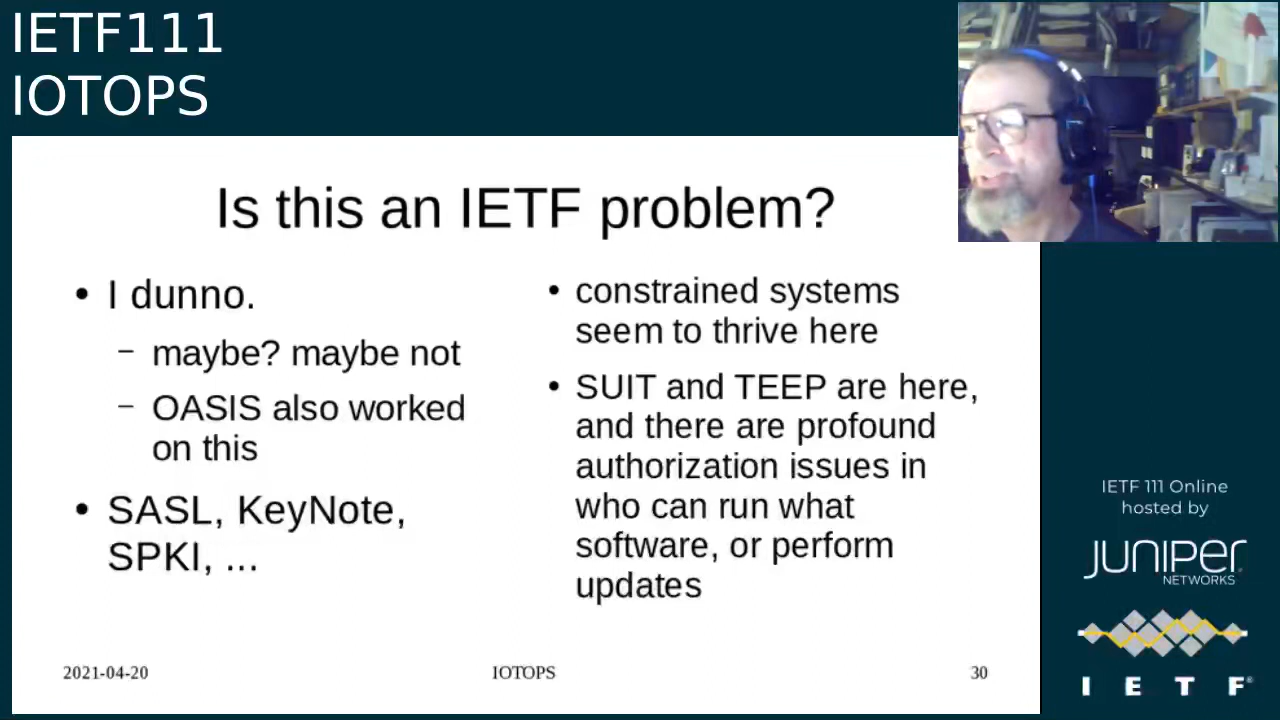 IETF111
IOTOPS
Is this an IETF problem?
• I dunno.
– maybe? maybe not
– OASIS also worked
on this
• SASL, KeyNote,
SPKI, ...
• constrained systems
seem to thrive here
• SUIT and TEEP are here,
and there are profound
authorization issues in
who can run what
software, or perform
updates
2021-04-20
IOTOPS
30
IETF 111 Online
hosted by
JUNIPER
NETWORKS
I E T F®